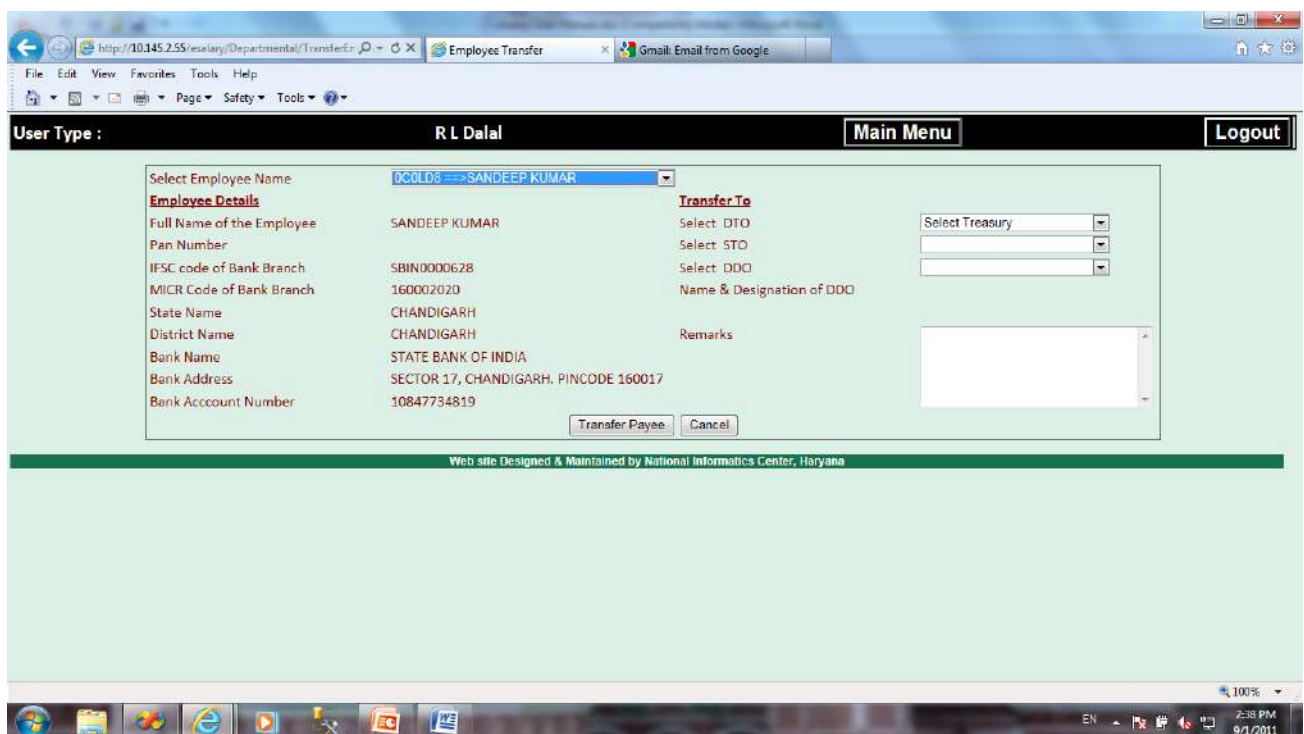 http://10.145.2.55/esalary/Departmental/TransferEr
Employee Transfer
Gmail: Email from Google
File Edit View Favorites Tools Help
Page Safety Tools
User Type : R L Dalal Main Menu Logout
Select Employee Name 0C0LD8 ==>SANDEEP KUMAR
Employee Details Transfer To
Full Name of the Employee SANDEEP KUMAR Select DTO Select Treasury
Pan Number Select STO
IFSC code of Bank Branch SBIN0000628 Select DDO
MICR Code of Bank Branch 160002020 Name & Designation of DDO
State Name CHANDIGARH
District Name CHANDIGARH Remarks
Bank Name STATE BANK OF INDIA
Bank Address SECTOR 17, CHANDIGARH. PINCODE 160017
Bank Acccount Number 10847734819
Transfer Payee Cancel
Web site Designed & Maintained by National Informatics Center, Haryana
100%
EN 2:38 PM
9/1/2011